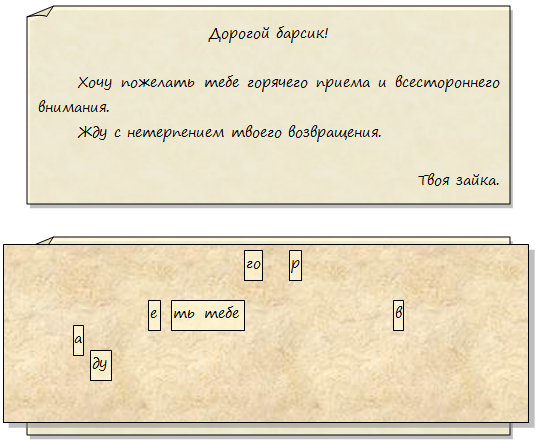 Дорогой барсик!
Хочу пожелать тебе горячего приема и всестороннего
внимания.
Жду с нетерпением твоего возвращения.
Твоя зайка.
го р
е ть тебе в
а
ду